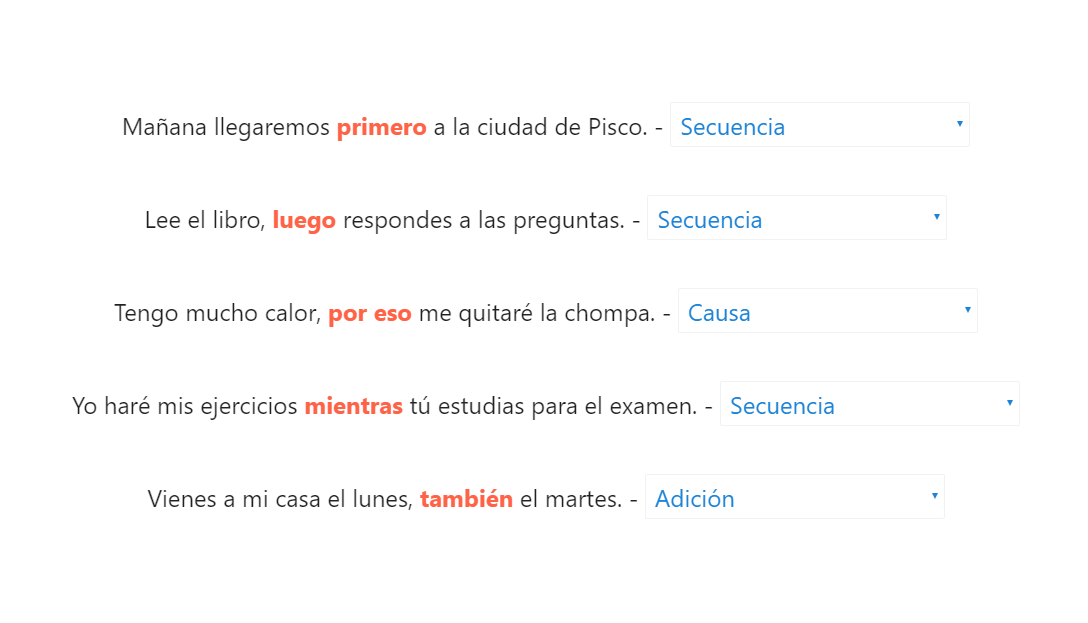 Mañana llegaremos primero a la ciudad de Pisco. - Secuencia
Lee el libro, luego respondes a las preguntas. - Secuencia
Tengo mucho calor, por eso me quitaré la chompa. - Causa
Yo haré mis ejercicios mientras tú estudias para el examen. - Secuencia
Vienes a mi casa el lunes, también el martes. - Adición